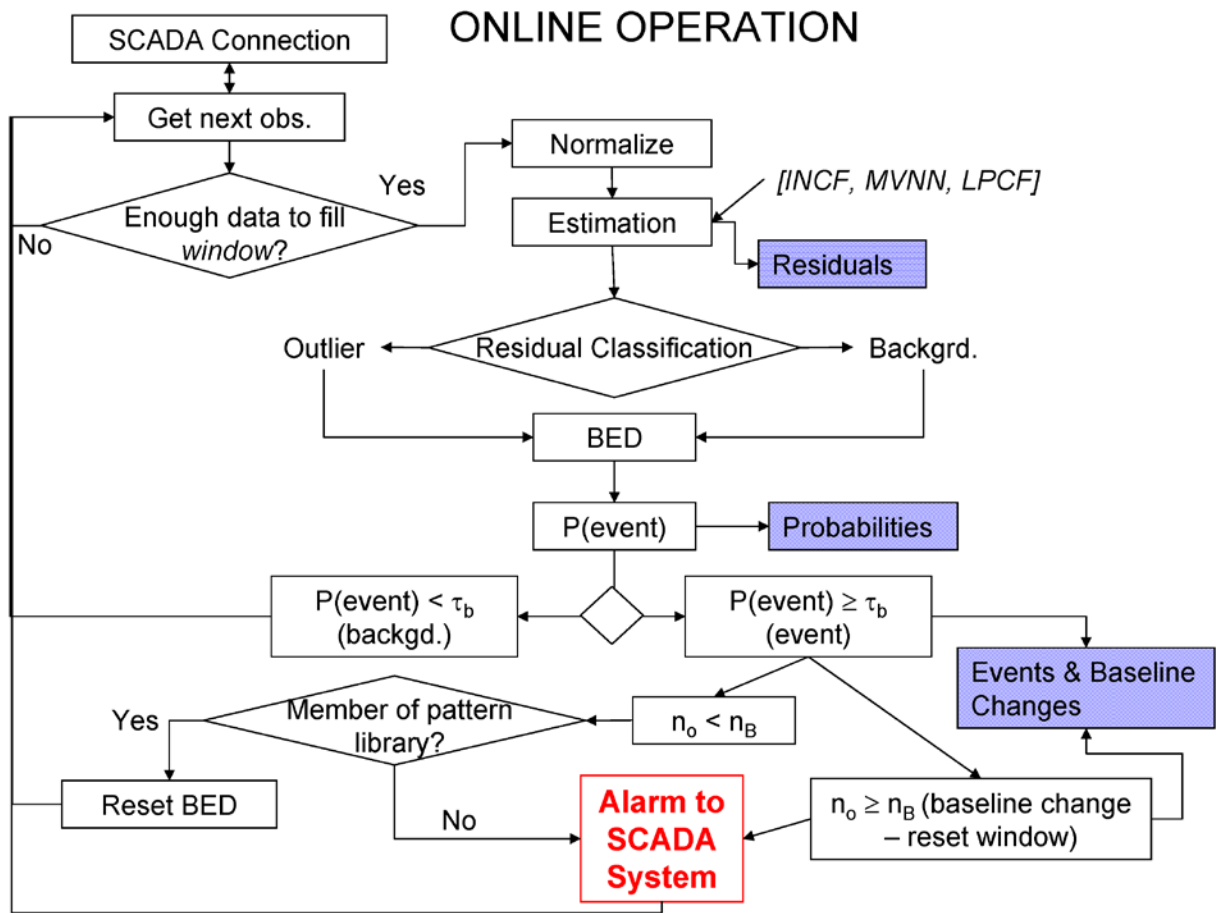 ONLINE OPERATION
SCADA Connection
Get next obs.
Enough data to fill
window?
Yes
No
Normalize
Estimation
[INCF, MVNN, LPCF]
Residuals
Outlier
Residual Classification
Backgrd.
BED
P(event)
Probabilities
P(event) < τb
(backgd.)
P(event) ≥ τb
(event)
Events & Baseline
Changes
Yes
Member of pattern
library?
no < nB
Reset BED
No
Alarm to
SCADA
System
no ≥ nB (baseline change
– reset window)